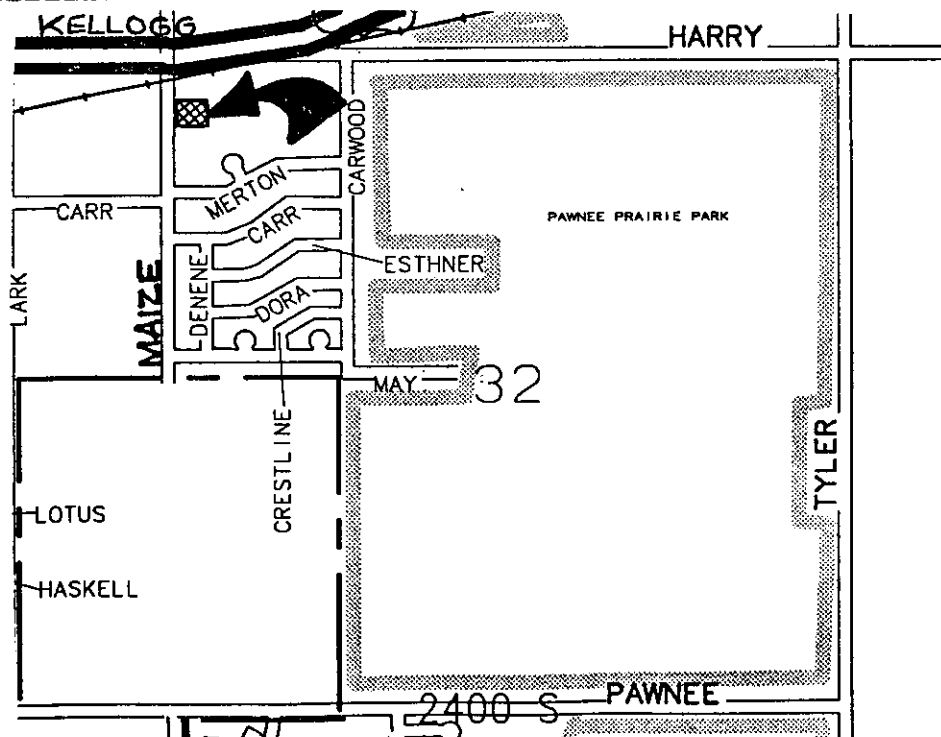 KELLOGG
HARRY
CARWOOD
MERTON
CARR
CARR
PAWNEE PRAIRIE PARK
ESTHNER
LARK
MAIZE
DENENE
DORA
MAY
32
CRESTLINE
TYLER
LOTUS
HASKELL
PAWNEE
2400 S